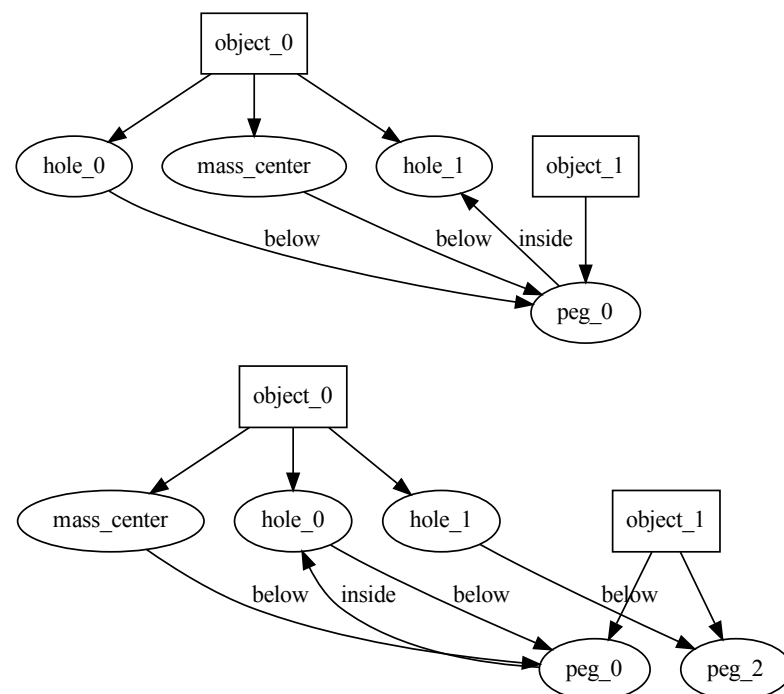 object_0
hole_0
mass_center
hole_1
object_1
below
below
inside
peg_0
object_0
mass_center
hole_0
hole_1
object_1
below
inside
below
below
peg_0
peg_2